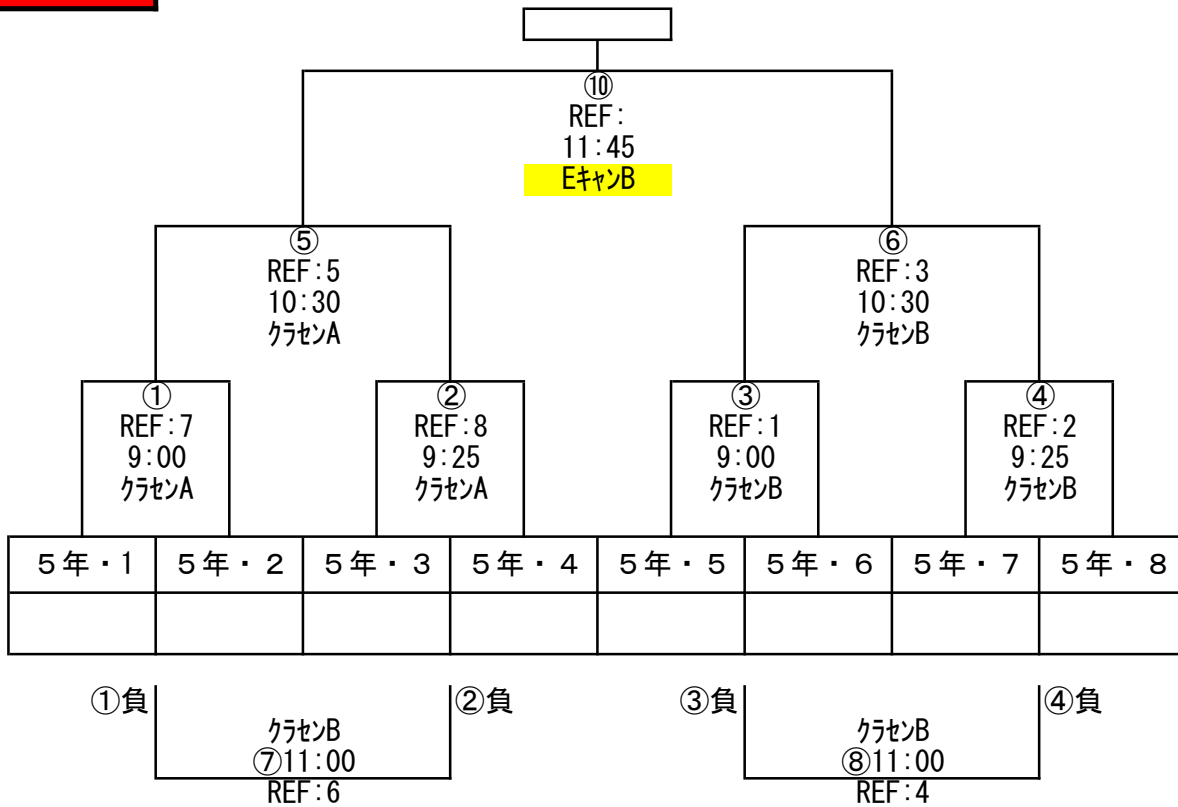 ⑩
REF:
11:45
EｷｬﾝB
⑤
REF:5
10:30
ｸﾗｾﾝA
⑥
REF:3
10:30
ｸﾗｾﾝB
①
REF:7
9:00
ｸﾗｾﾝA
②
REF:8
9:25
ｸﾗｾﾝA
③
REF:1
9:00
ｸﾗｾﾝB
④
REF:2
9:25
ｸﾗｾﾝB
５年・１ ５年・２ ５年・３ ５年・４ ５年・５ ５年・６ ５年・７ ５年・８
①負 ②負 ③負 ④負
ｸﾗｾﾝB
⑦11:00
REF:6
ｸﾗｾﾝB
⑧11:00
REF:4